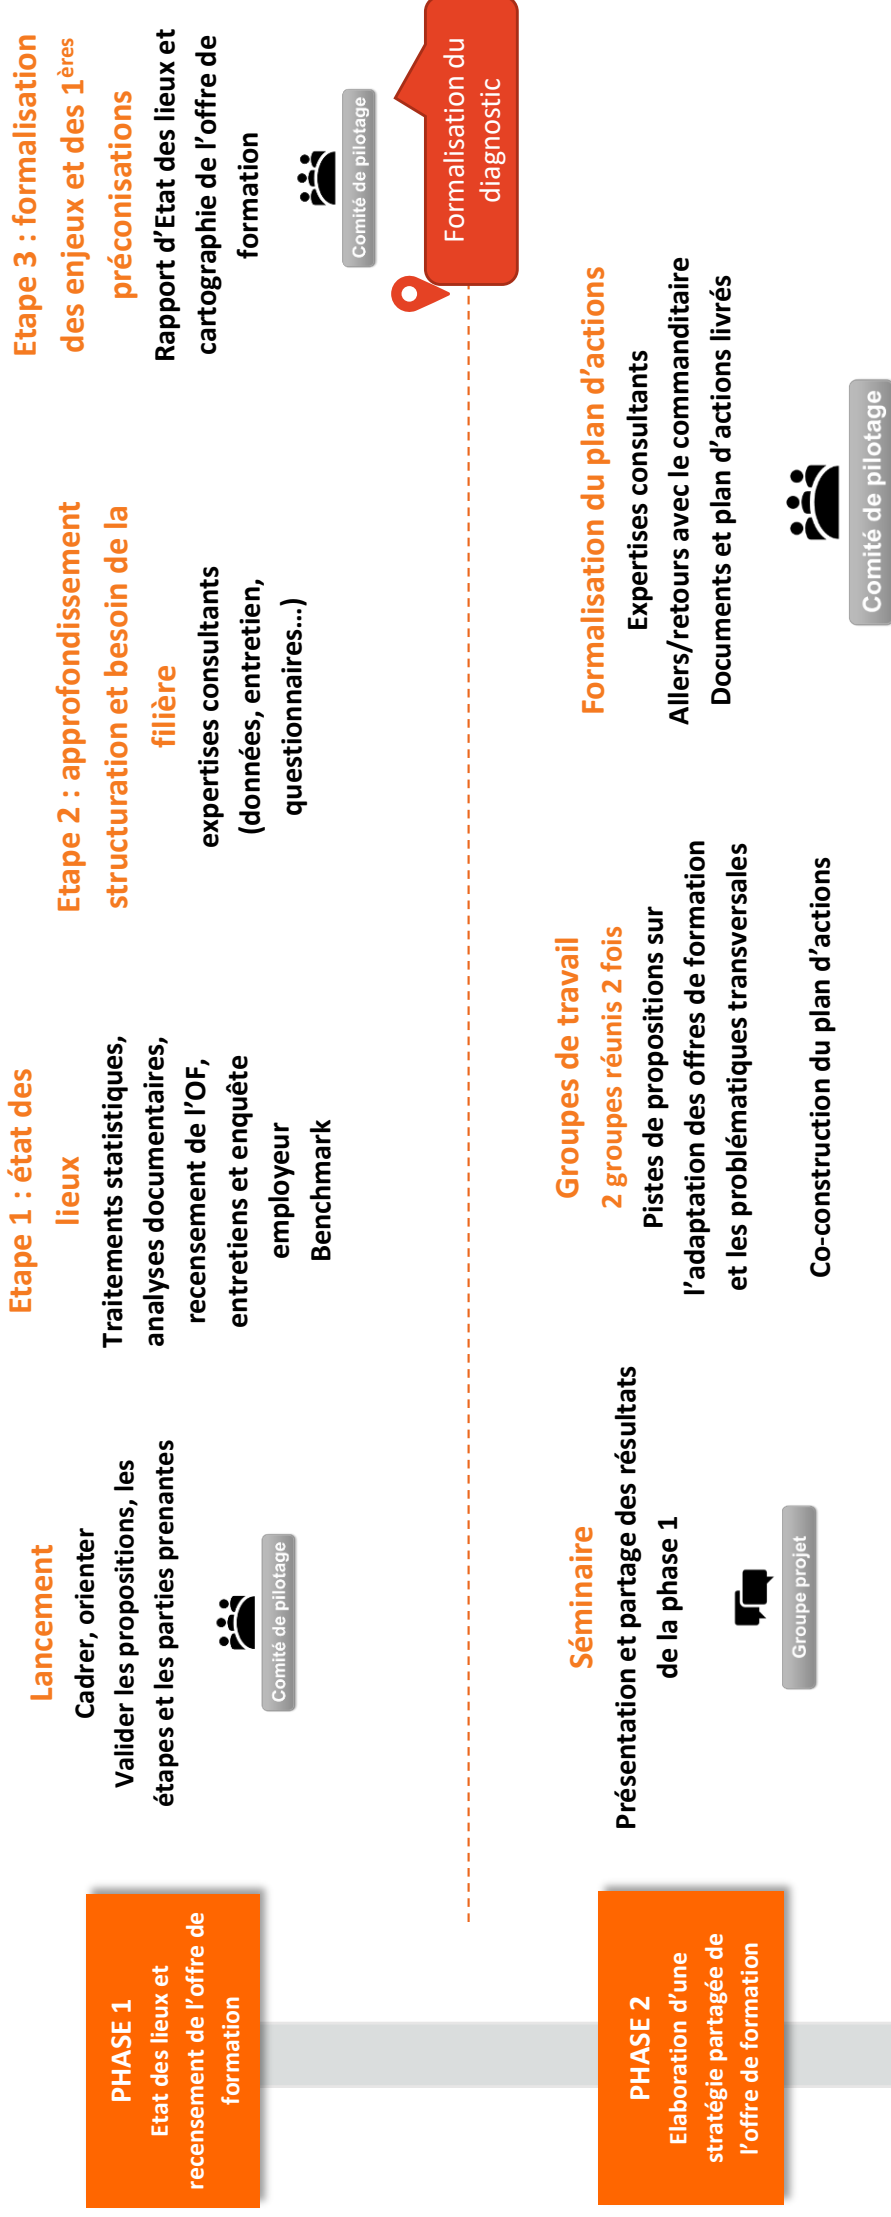 PHASE 1
Etat des lieux et
recensement de l'offre de
formation
Lancement
Cadrer, orienter
Valider les propositions, les
étapes et les parties prenantes
Comité de pilotage
Etape 1 : état des
lieux
Traitements statistiques,
analyses documentaires,
recensement de l'OF,
entretiens et enquête
employeur
Benchmark
Etape 2 : approfondissement
structuration et besoin de la
filière
expertises consultants
(données, entretien,
questionnaires…)
Etape 3 : formalisation
des enjeux et des 1ères
préconisations
Rapport d'Etat des lieux et
cartographie de l'offre de
formation
Comité de pilotage
Formalisation du
diagnostic
PHASE 2
Elaboration d'une
stratégie partagée de
l'offre de formation
Séminaire
Présentation et partage des résultats
de la phase 1
Groupe projet
Groupes de travail
2 groupes réunis 2 fois
Pistes de propositions sur
l'adaptation des offres de formation
et les problématiques transversales
Co-construction du plan d'actions
Formalisation du plan d'actions
Expertises consultants
Allers/retours avec le commanditaire
Documents et plan d'actions livrés
Comité de pilotage